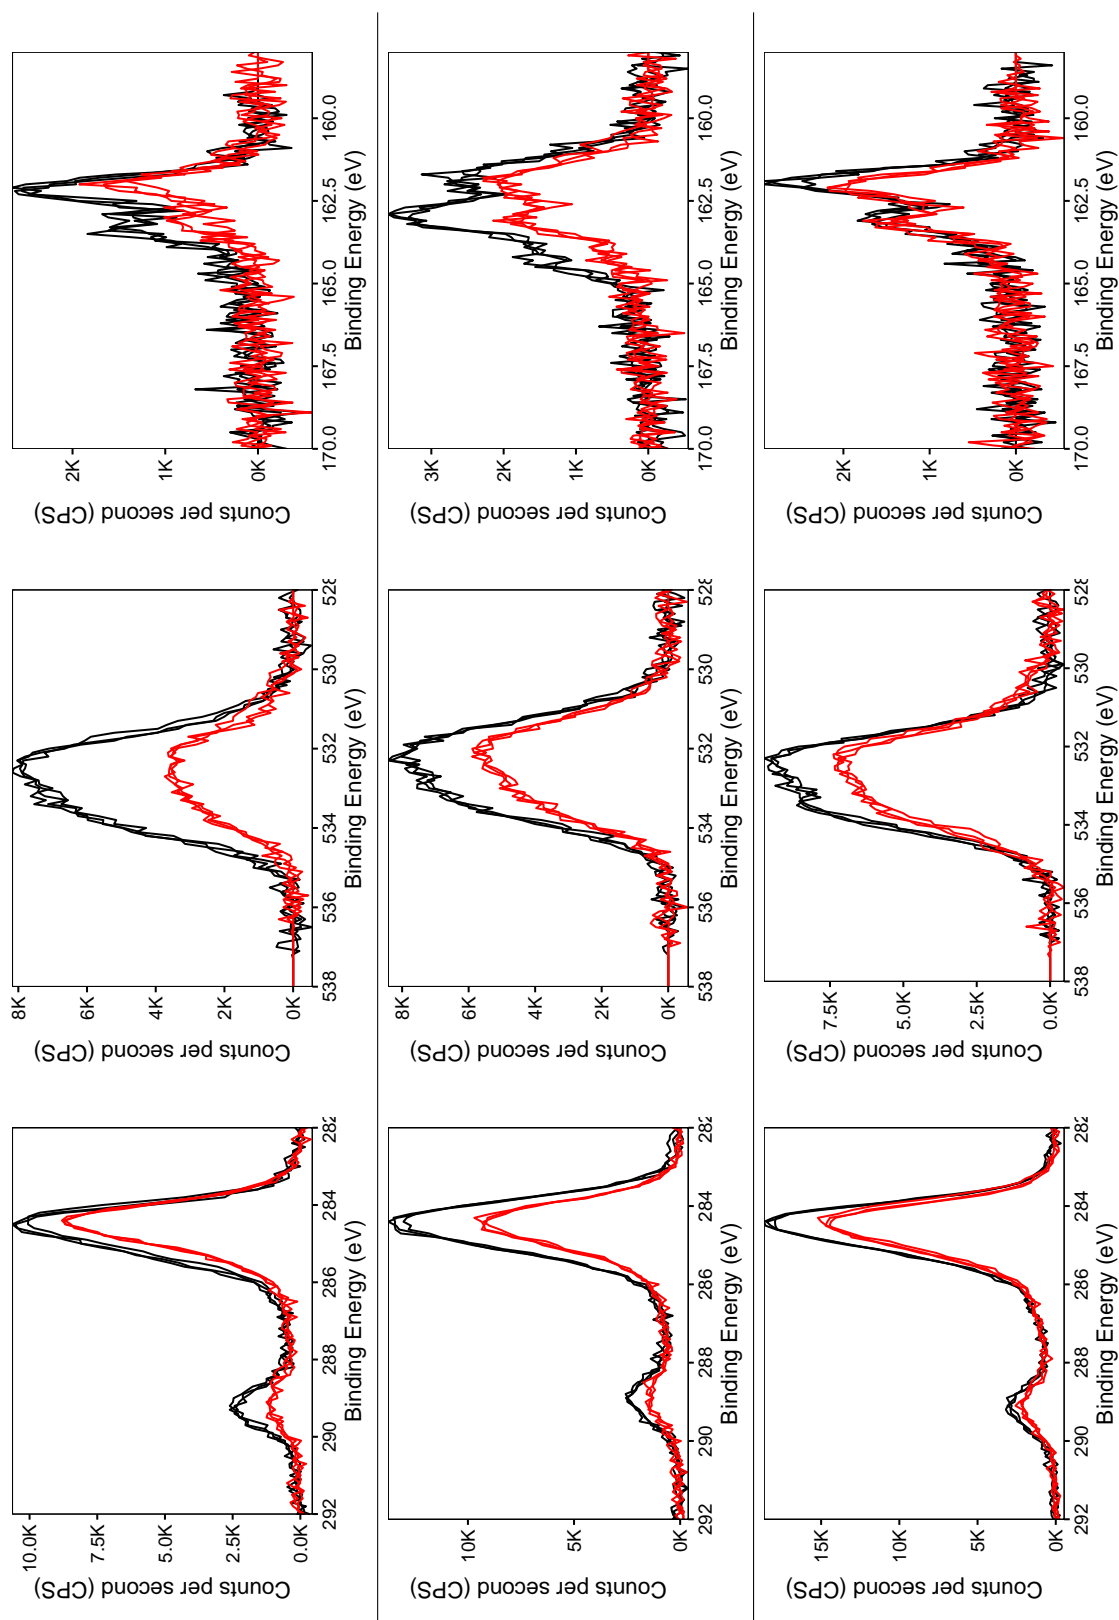 Counts per second (CPS)
10.0K
7.5K
5.0K
2.5K
0.0K
292 290 288 286 284 282
Binding Energy (eV)
Counts per second (CPS)
8K
6K
4K
2K
0K
538 536 534 532 530 528
Binding Energy (eV)
Counts per second (CPS)
2K
1K
0K
170.0 167.5 165.0 162.5 160.0
Binding Energy (eV)
Counts per second (CPS)
10K
5K
0K
292 290 288 286 284 282
Binding Energy (eV)
Counts per second (CPS)
8K
6K
4K
2K
0K
538 536 534 532 530 528
Binding Energy (eV)
Counts per second (CPS)
3K
2K
1K
0K
170.0 167.5 165.0 162.5 160.0
Binding Energy (eV)
Counts per second (CPS)
15K
10K
5K
0K
292 290 288 286 284 282
Binding Energy (eV)
Counts per second (CPS)
7.5K
5.0K
2.5K
0.0K
538 536 534 532 530 528
Binding Energy (eV)
Counts per second (CPS)
2K
1K
0K
170.0 167.5 165.0 162.5 160.0
Binding Energy (eV)